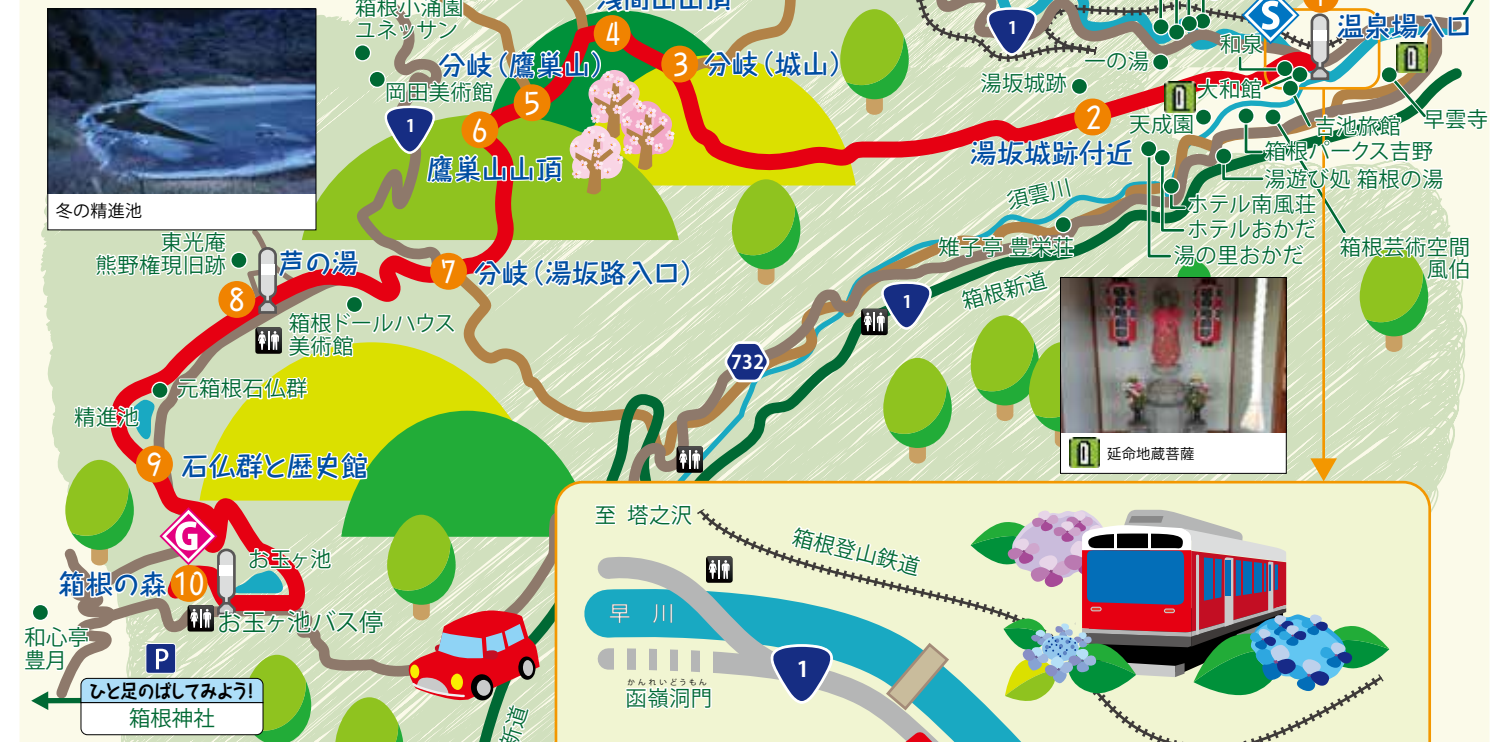 箱根小涌園
ユネッサン
浅間山山頂
4
分岐（鷹巣山）
3
分岐（城山）
岡田美術館
5
6
1
鷹巣山山頂
1
一の湯
湯坂城跡
和泉
S
1
温泉場入口
大和館
2
天成園
吉池旅館
早雲寺
湯坂城跡付近
箱根パークス吉野
湯遊び処 箱根の湯
ホテル南風荘
ホテルおかだ
湯の里おかだ
箱根芸術空間
風伯
須雲川
雉子亭 豊栄荘
箱根新道
1
732
冬の精進池
東光庵
熊野権現旧跡
芦の湯
7
分岐（湯坂路入口）
8
箱根ドールハウス
美術館
元箱根石仏群
精進池
9
石仏群と歴史館
G
お玉ヶ池
箱根の森
10
お玉ヶ池バス停
和心亭
豊月
P
ひと足のばしてみよう!
箱根神社
新道
延命地蔵菩薩
至 塔之沢
箱根登山鉄道
早 川
1
かんれいどうもん
函嶺洞門